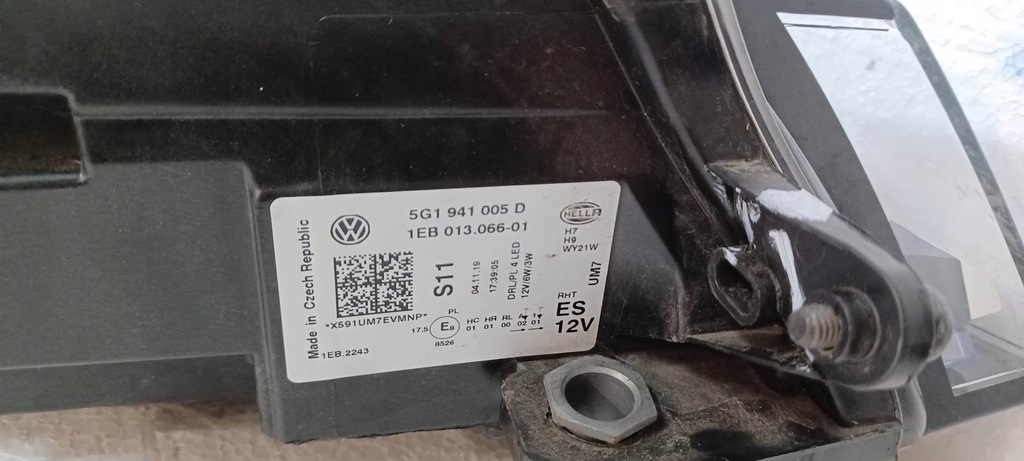 5G1 941 005 D
1EB 013.066-01
HELLA
H7
H9
WY21W
Made in Czech Republic
S11
04.11.19
17:39:05
DRL/PL 4 LED
12V/6W/3W
UM7
*X591UM7EVMNP*
1EB.2243
PL
17,5
E8
8526
HC HR RL
01 01 00 02 01
RHT
ES
12V